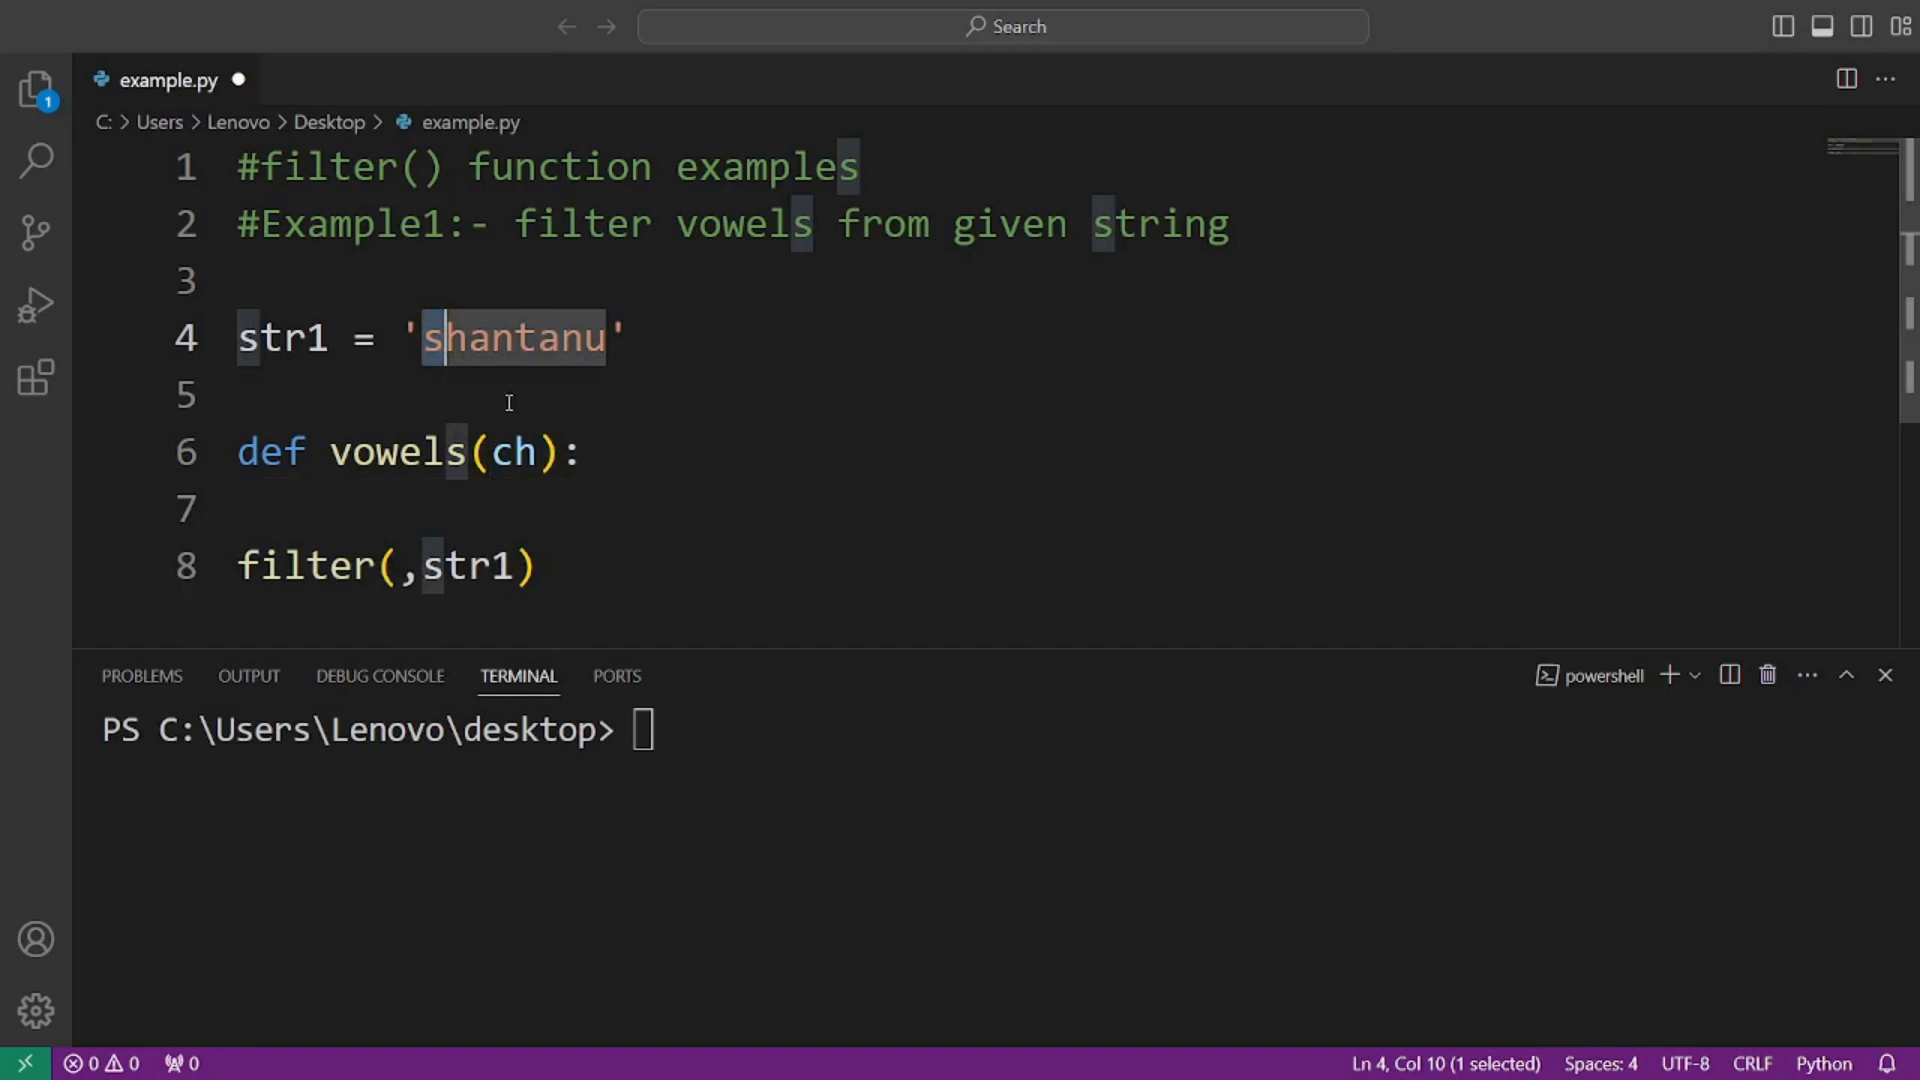 Search
example.py
C: > Users > Lenovo > Desktop > example.py
1 #filter() function examples
2 #Example1:- filter vowels from given string
3
4 str1 = 'shantanu'
5
6 def vowels(ch):
7
8 filter(,str1)
1
PROBLEMS OUTPUT DEBUG CONSOLE TERMINAL PORTS
powershell
PS C:\Users\Lenovo\desktop>
0 0 0
Ln 4, Col 10 (1 selected) Spaces: 4 UTF-8 CRLF Python